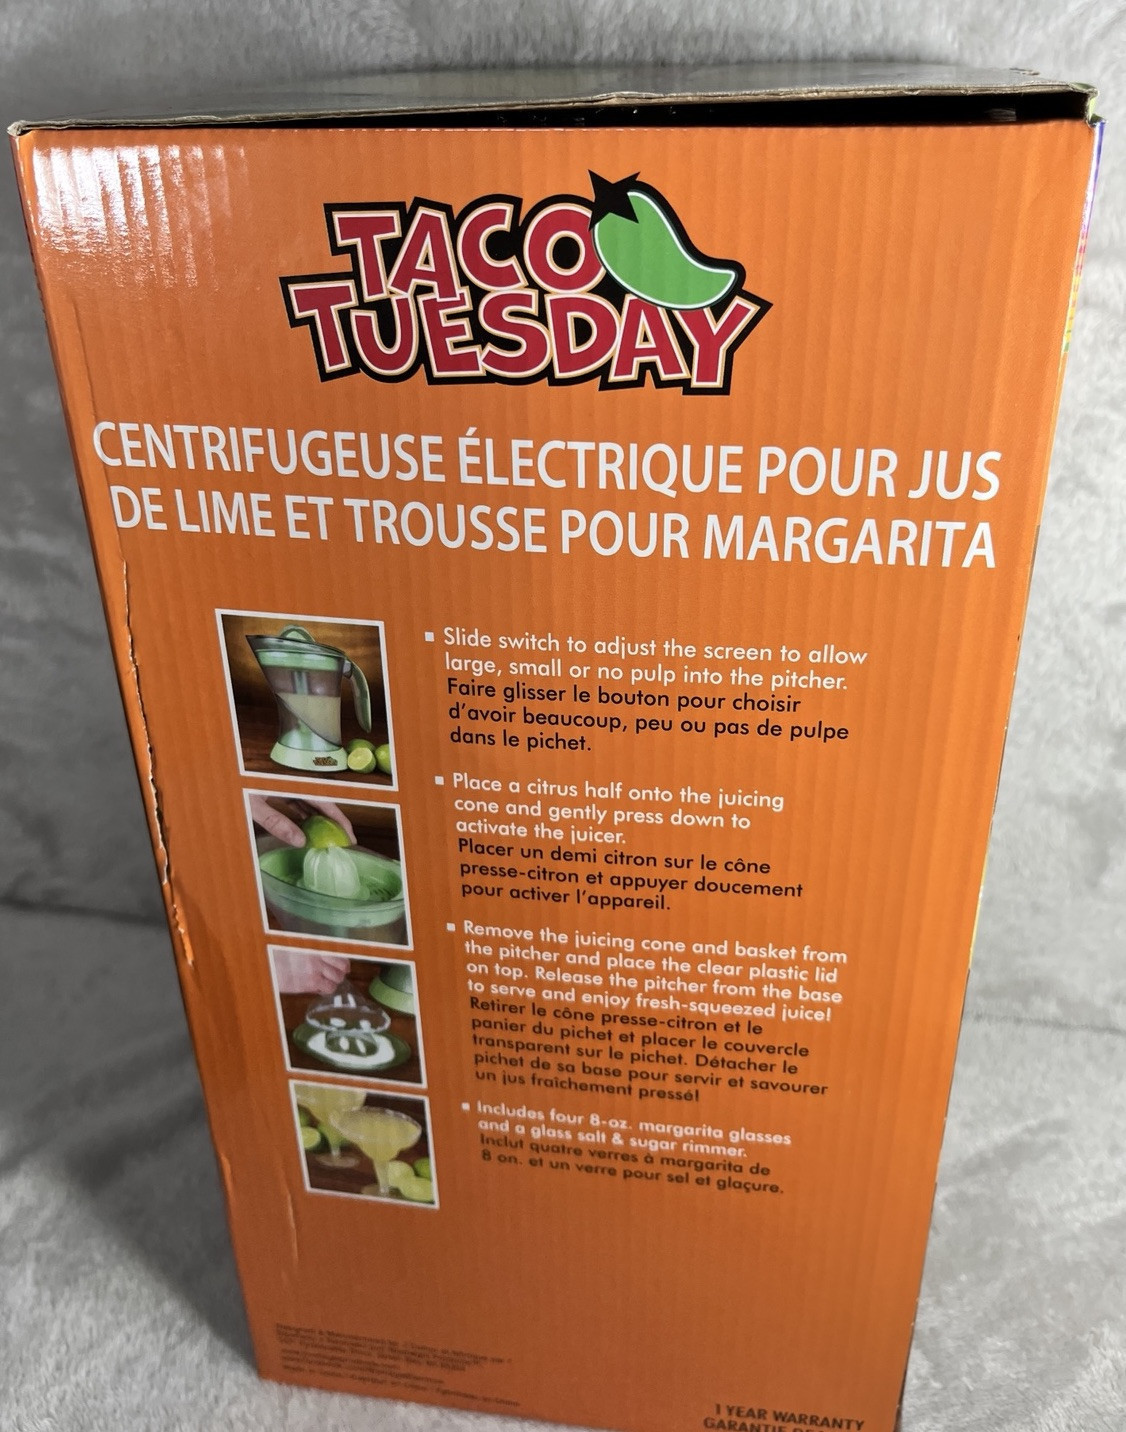 TACO
TUESDAY
CENTRIFUGEUSE ÉLECTRIQUE POUR JUS
DE LIME ET TROUSSE POUR MARGARITA
▪ Slide switch to adjust the screen to allow
large, small or no pulp into the pitcher.
Faire glisser le bouton pour choisir
d'avoir beaucoup, peu ou pas de pulpe
dans le pichet.
▪ Place a citrus half onto the juicing
cone and gently press down to
activate the juicer.
Placer un demi citron sur le cône
presse-citron et appuyer doucement
pour activer l'appareil.
▪ Remove the juicing cone and basket from
the pitcher and place the clear plastic lid
on top. Release the pitcher from the base
to serve and enjoy fresh-squeezed juice!
Retirer le cône presse-citron et le
panier du pichet et placer le couvercle
transparent sur le pichet. Détacher le
pichet de sa base pour servir et savourer
un jus fraîchement pressé!
▪ Includes four 8-oz. margarita glasses
and a glass salt & sugar rimmer.
Inclut quatre verres à margarita de
8 on. et un verre pour sel et glaçure.
1 YEAR WARRANTY
GARANTIE